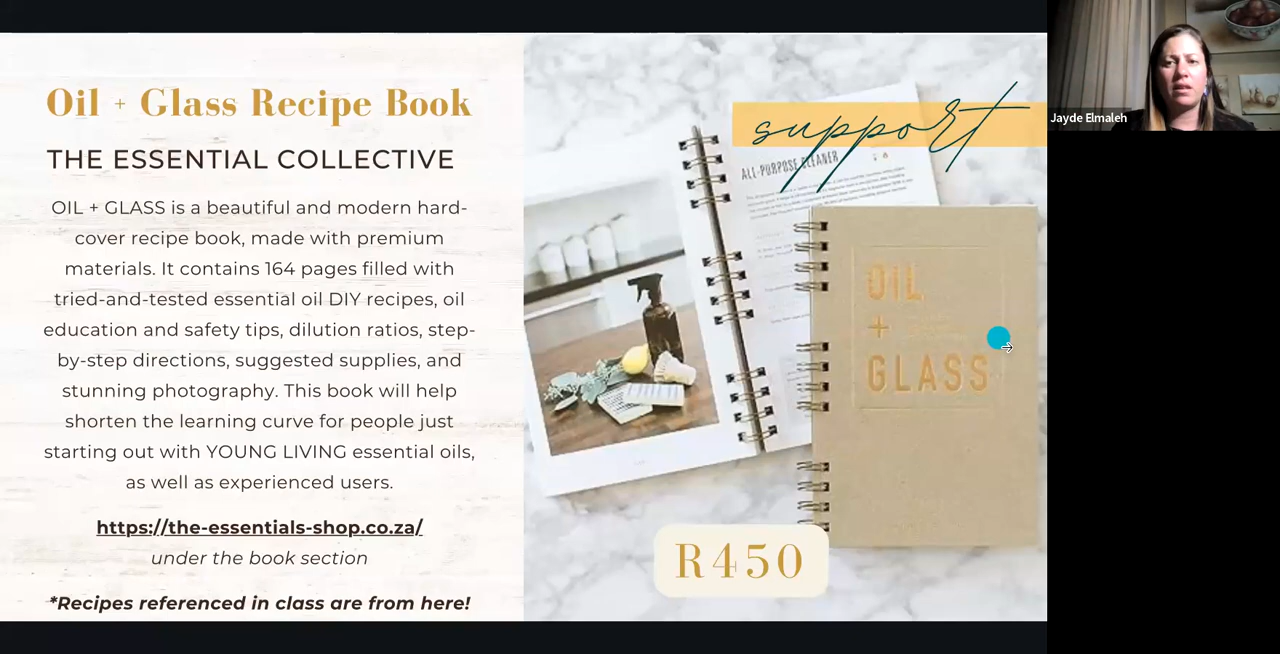 Oil + Glass Recipe Book
THE ESSENTIAL COLLECTIVE
OIL + GLASS is a beautiful and modern hard-
cover recipe book, made with premium
materials. It contains 164 pages filled with
tried-and-tested essential oil DIY recipes, oil
education and safety tips, dilution ratios, step-
by-step directions, suggested supplies, and
stunning photography. This book will help
shorten the learning curve for people just
starting out with YOUNG LIVING essential oils,
as well as experienced users.
https://the-essentials-shop.co.za/
under the book section
*Recipes referenced in class are from here!
support
ALL-PURPOSE CLEANER
OIL
+
GLASS
R450
Jayde Elmaleh